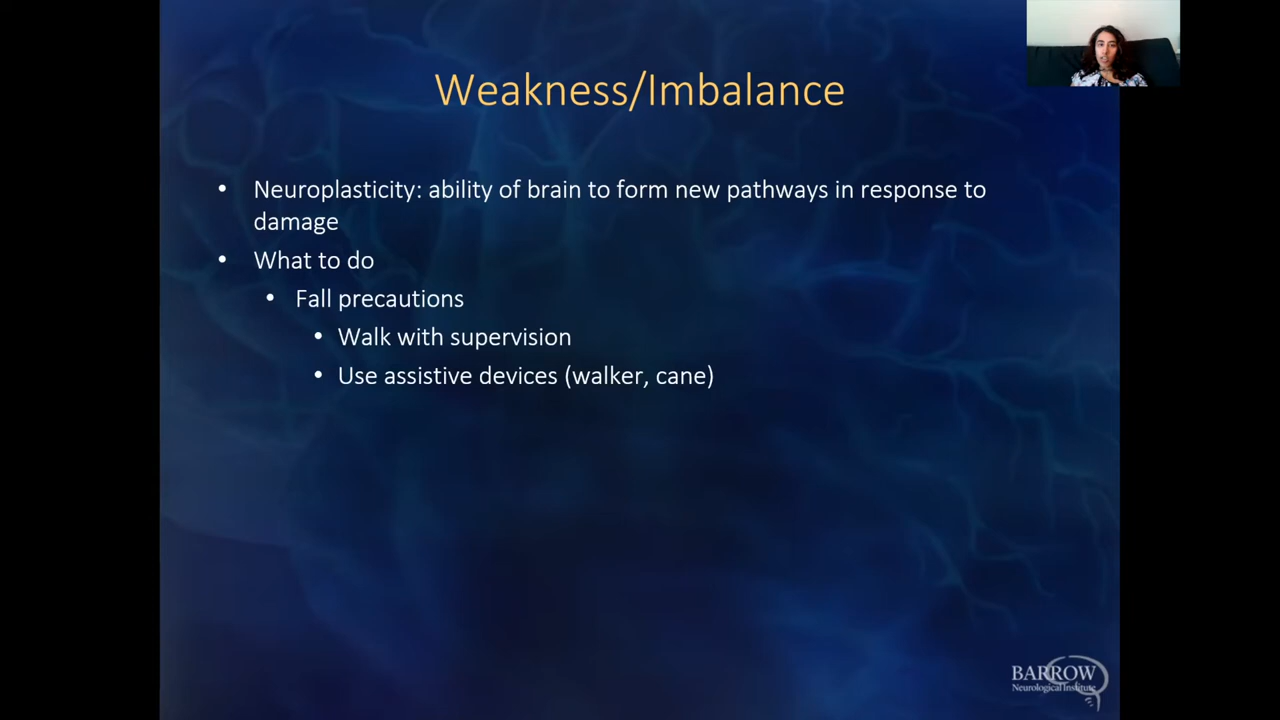 Weakness/Imbalance
• Neuroplasticity: ability of brain to form new pathways in response to
damage
• What to do
• Fall precautions
• Walk with supervision
• Use assistive devices (walker, cane)
BARROW
Neurological Institute